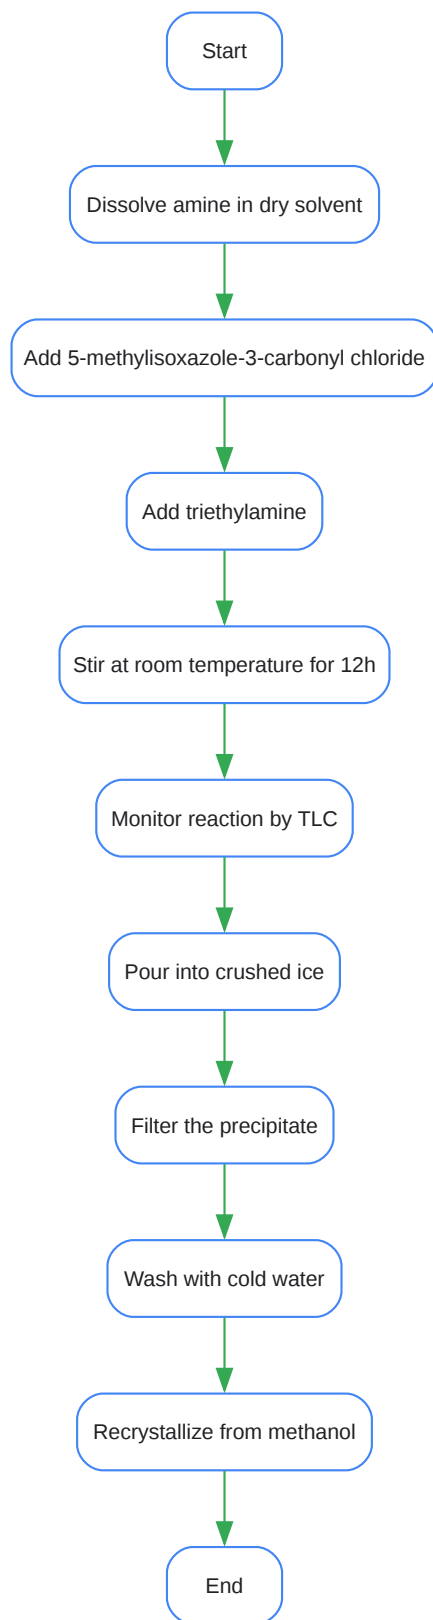 Start
Dissolve amine in dry solvent
Add 5-methylisoxazole-3-carbonyl chloride
Add triethylamine
Stir at room temperature for 12h
Monitor reaction by TLC
Pour into crushed ice
Filter the precipitate
Wash with cold water
Recrystallize from methanol
End